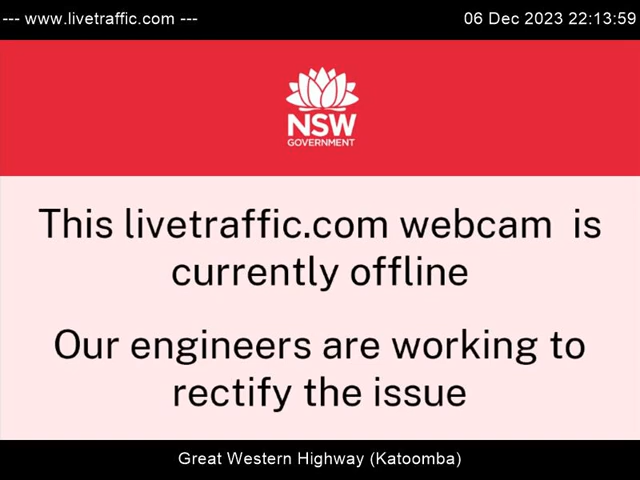 --- www.livetraffic.com --- 06 Dec 2023 22:13:59
NSW
GOVERNMENT
This livetraffic.com webcam is
currently offline
Our engineers are working to
rectify the issue
Great Western Highway (Katoomba)